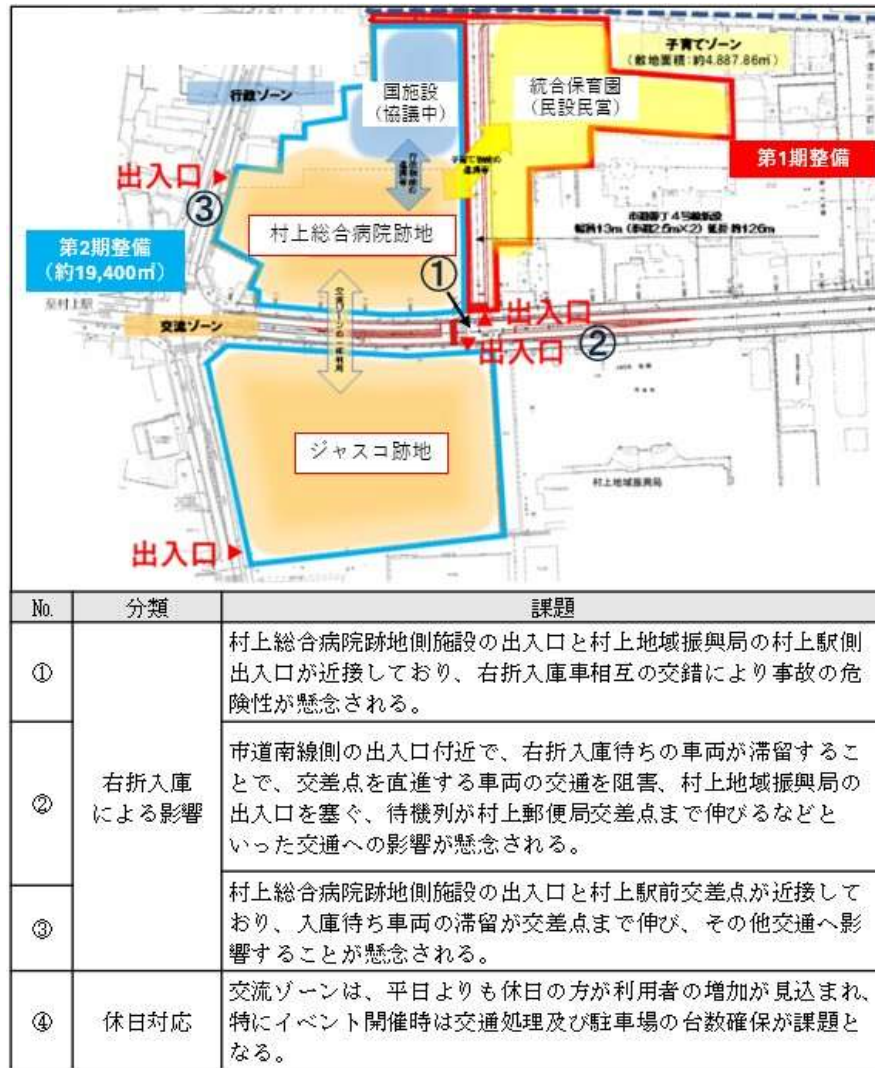 子育てゾーン
(敷地面積:約4,887.86㎡)
国施設
(協議中)
統合保育園
(民設民営)
行政ゾーン
第1期整備
出入口
③
村上総合病院跡地
第2期整備
(約19,400㎡)
①
至村上駅
出入口
交流ゾーン
出入口
②
ジャスコ跡地
村上地域振興局
出入口
No. 分類 課題
① 村上総合病院跡地側施設の出入口と村上地域振興局の村上駅側
出入口が近接しており、右折入庫車相互の交錯により事故の危
険性が懸念される。
右折入庫
による影響
② 市道南線側の出入口付近で、右折入庫待ちの車両が滞留するこ
とで、交差点を直進する車両の交通を阻害、村上地域振興局の
出入口を塞ぐ、待機列が村上郵便局交差点まで伸びるなどと
いった交通への影響が懸念される。
③ 村上総合病院跡地側施設の出入口と村上駅前交差点が近接して
おり、入庫待ち車両の滞留が交差点まで伸び、その他交通へ影
響することが懸念される。
④ 休日対応 交流ゾーンは、平日よりも休日の方が利用者の増加が見込まれ、
特にイベント開催時は交通処理及び駐車場の台数確保が課題と
なる。